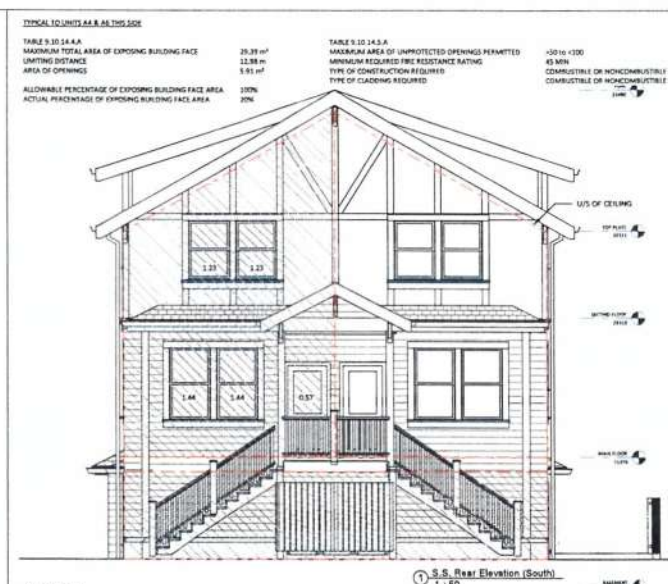 TYPICAL TO UNITS A4 & A6 THIS SIDE
TABLE 9.10.14.4.A
MAXIMUM TOTAL AREA OF EXPOSING BUILDING FACE 29.39 m²
LIMITING DISTANCE 12.88 m
AREA OF OPENINGS 5.91 m²
ALLOWABLE PERCENTAGE OF EXPOSING BUILDING FACE AREA 100%
ACTUAL PERCENTAGE OF EXPOSING BUILDING FACE AREA 20%
TABLE 9.10.14.5.A
MAXIMUM AREA OF UNPROTECTED OPENINGS PERMITTED >50 to <100
MINIMUM REQUIRED FIRE RESISTANCE RATING 45 MIN
TYPE OF CONSTRUCTION REQUIRED COMBUSTIBLE OR NONCOMBUSTIBLE
TYPE OF CLADDING REQUIRED COMBUSTIBLE OR NONCOMBUSTIBLE
U/S OF CEILING
TOP PLATE
1.23 1.23
SECOND FLOOR
1.44 1.44 0.57
MAIN FLOOR
1 S.S. Rear Elevation (South)
1 : 50
BASEMENT